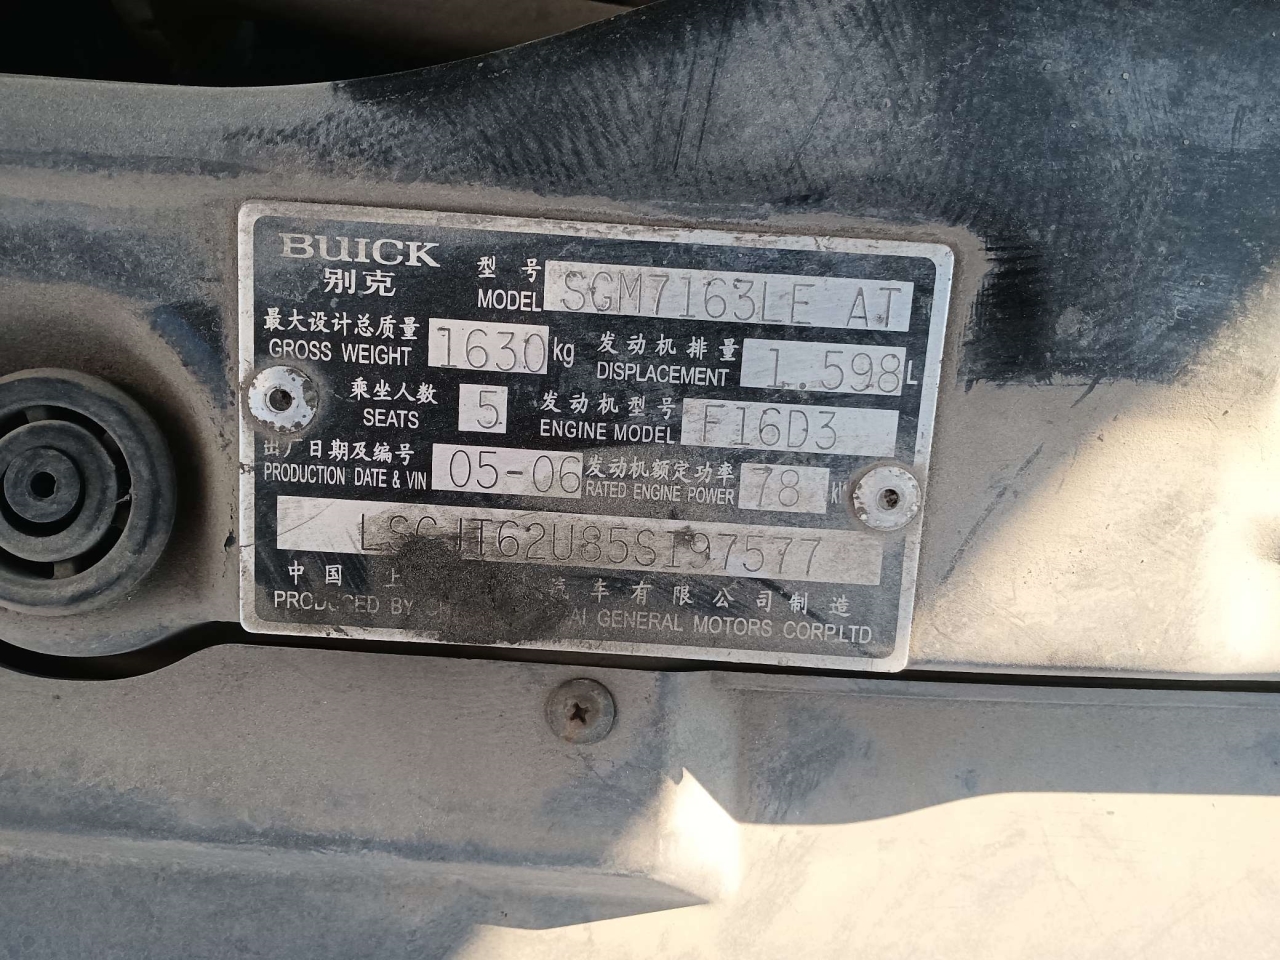 BUICK
别克
型号 MODEL SGM7163LE AT
最大设计总质量 GROSS WEIGHT 1630 kg
发动机排量 DISPLACEMENT 1.598 L
乘坐人数 SEATS 5
发动机型号 ENGINE MODEL F16D3
出厂日期及编号 PRODUCTION DATE & VIN 05-06
发动机额定功率 RATED ENGINE POWER 78
LSGJT62U85S197577
中国 上 汽车有限公司制造
PRODUCED BY GENERAL MOTORS CORP.LTD